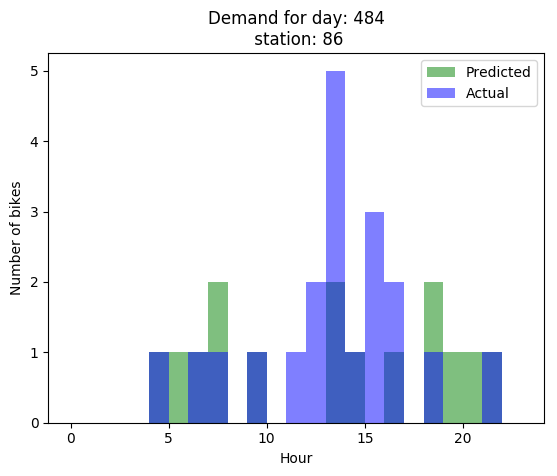 Demand for day: 484
station: 86
Predicted
Actual
Number of bikes
5
4
3
2
1
0
0 5 10 15 20
Hour